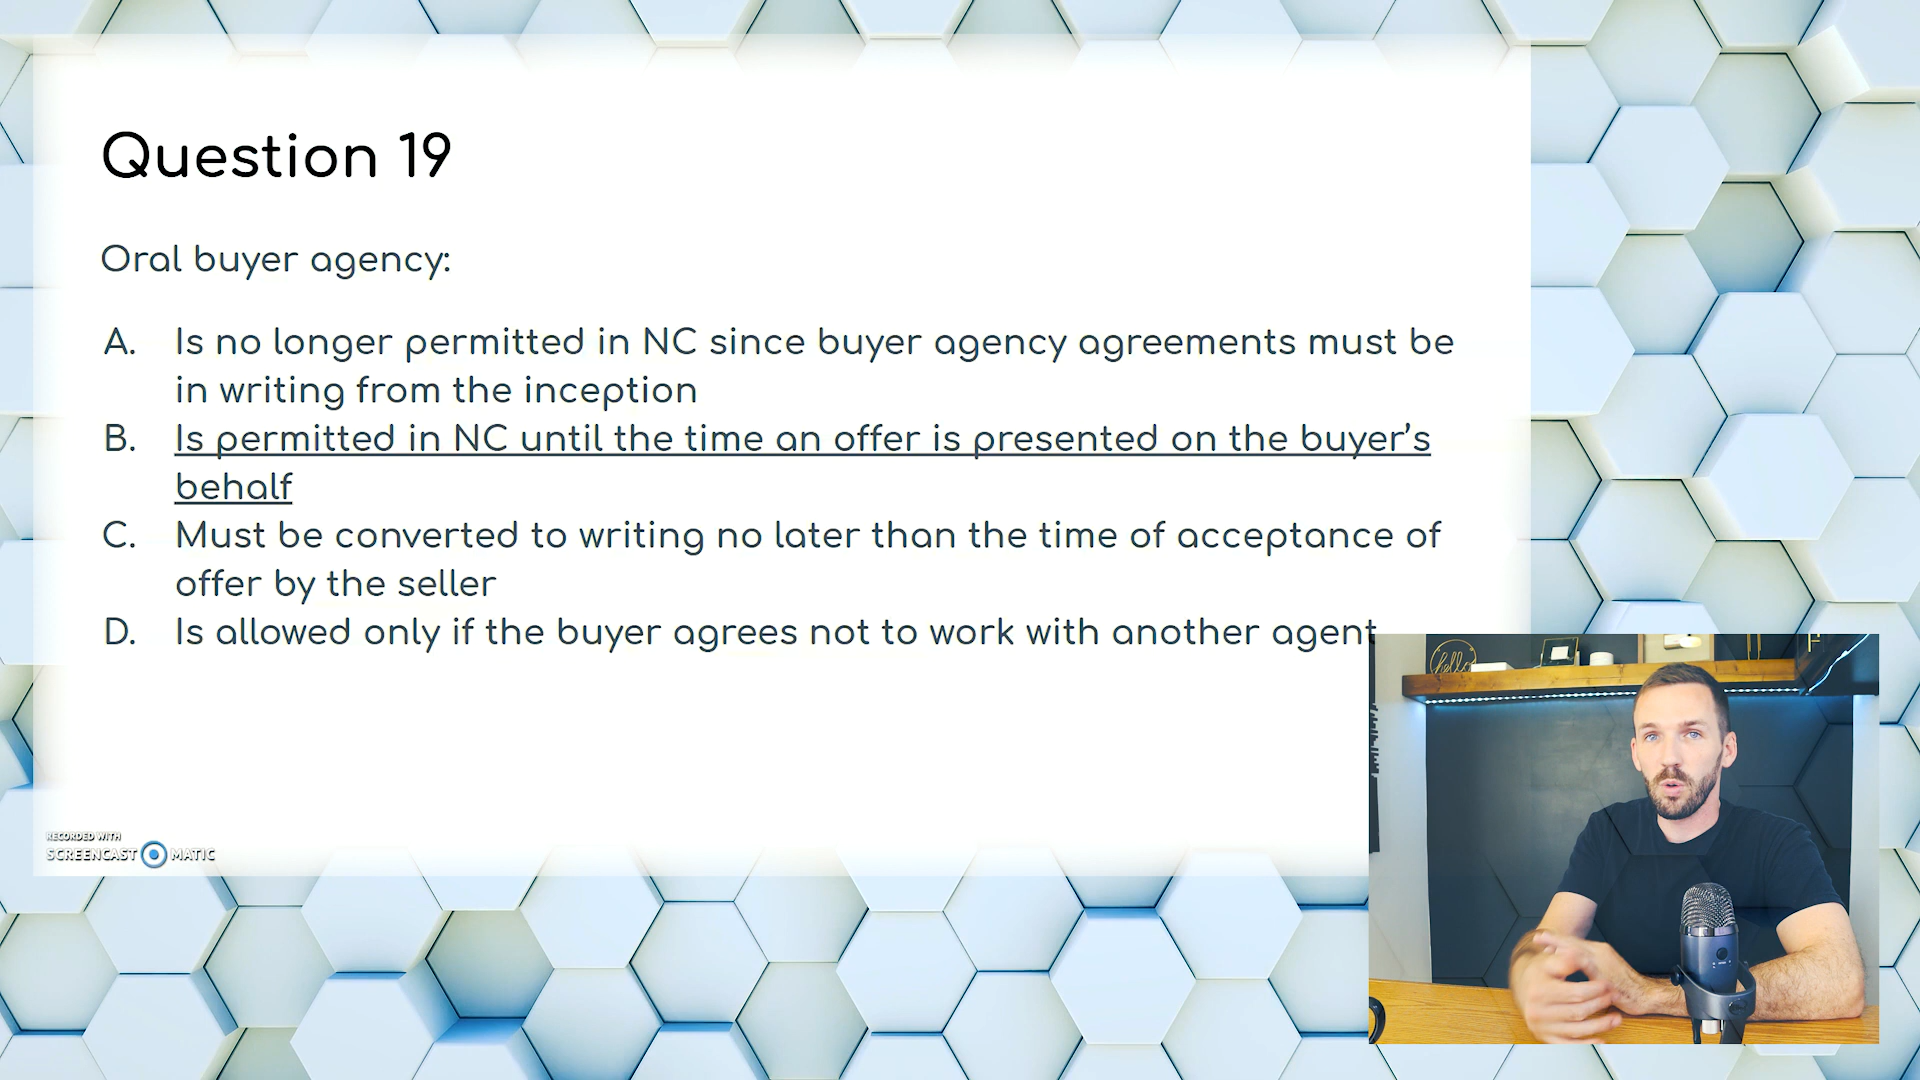 Question 19
Oral buyer agency:
A. Is no longer permitted in NC since buyer agency agreements must be
in writing from the inception
B. Is permitted in NC until the time an offer is presented on the buyer’s
behalf
C. Must be converted to writing no later than the time of acceptance of
offer by the seller
D. Is allowed only if the buyer agrees not to work with another agent
hello
RECORDED WITH
SCREENCAST MATIC